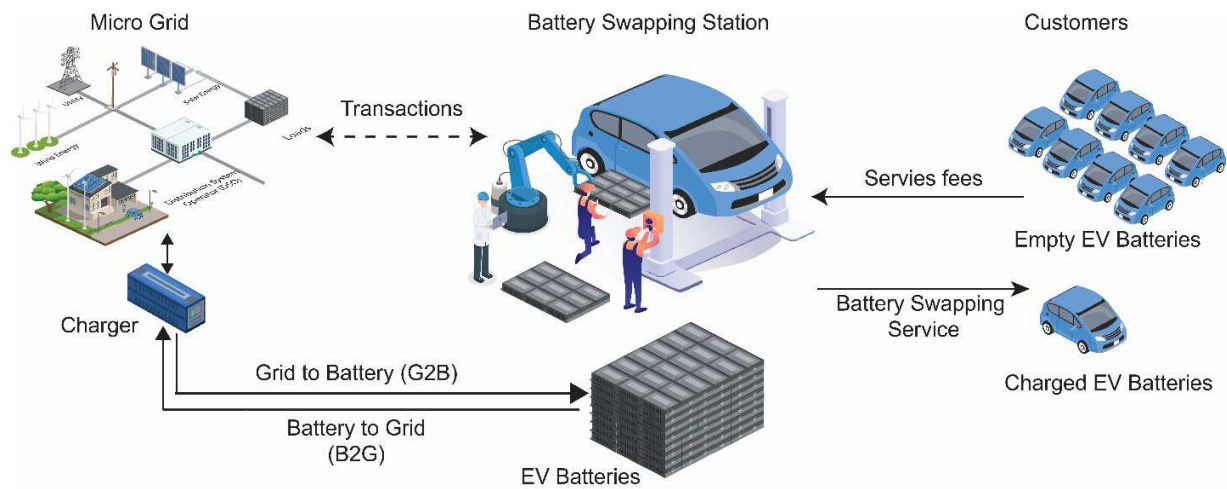 Micro Grid
Battery Swapping Station
Customers
Utility
Solar Energy
Loads
Wind Energy
Distribution System
Operator (DSO)
Transactions
Servies fees
Empty EV Batteries
Charger
Battery Swapping
Service
Charged EV Batteries
Grid to Battery (G2B)
Battery to Grid
(B2G)
EV Batteries